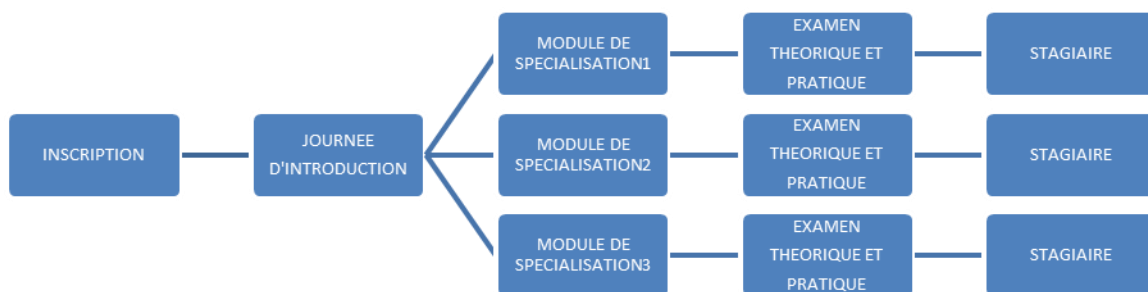 INSCRIPTION
JOURNEE
D'INTRODUCTION
MODULE DE
SPECIALISATION1
EXAMEN
THEORIQUE ET
PRATIQUE
STAGIAIRE
MODULE DE
SPECIALISATION2
EXAMEN
THEORIQUE ET
PRATIQUE
STAGIAIRE
MODULE DE
SPECIALISATION3
EXAMEN
THEORIQUE ET
PRATIQUE
STAGIAIRE